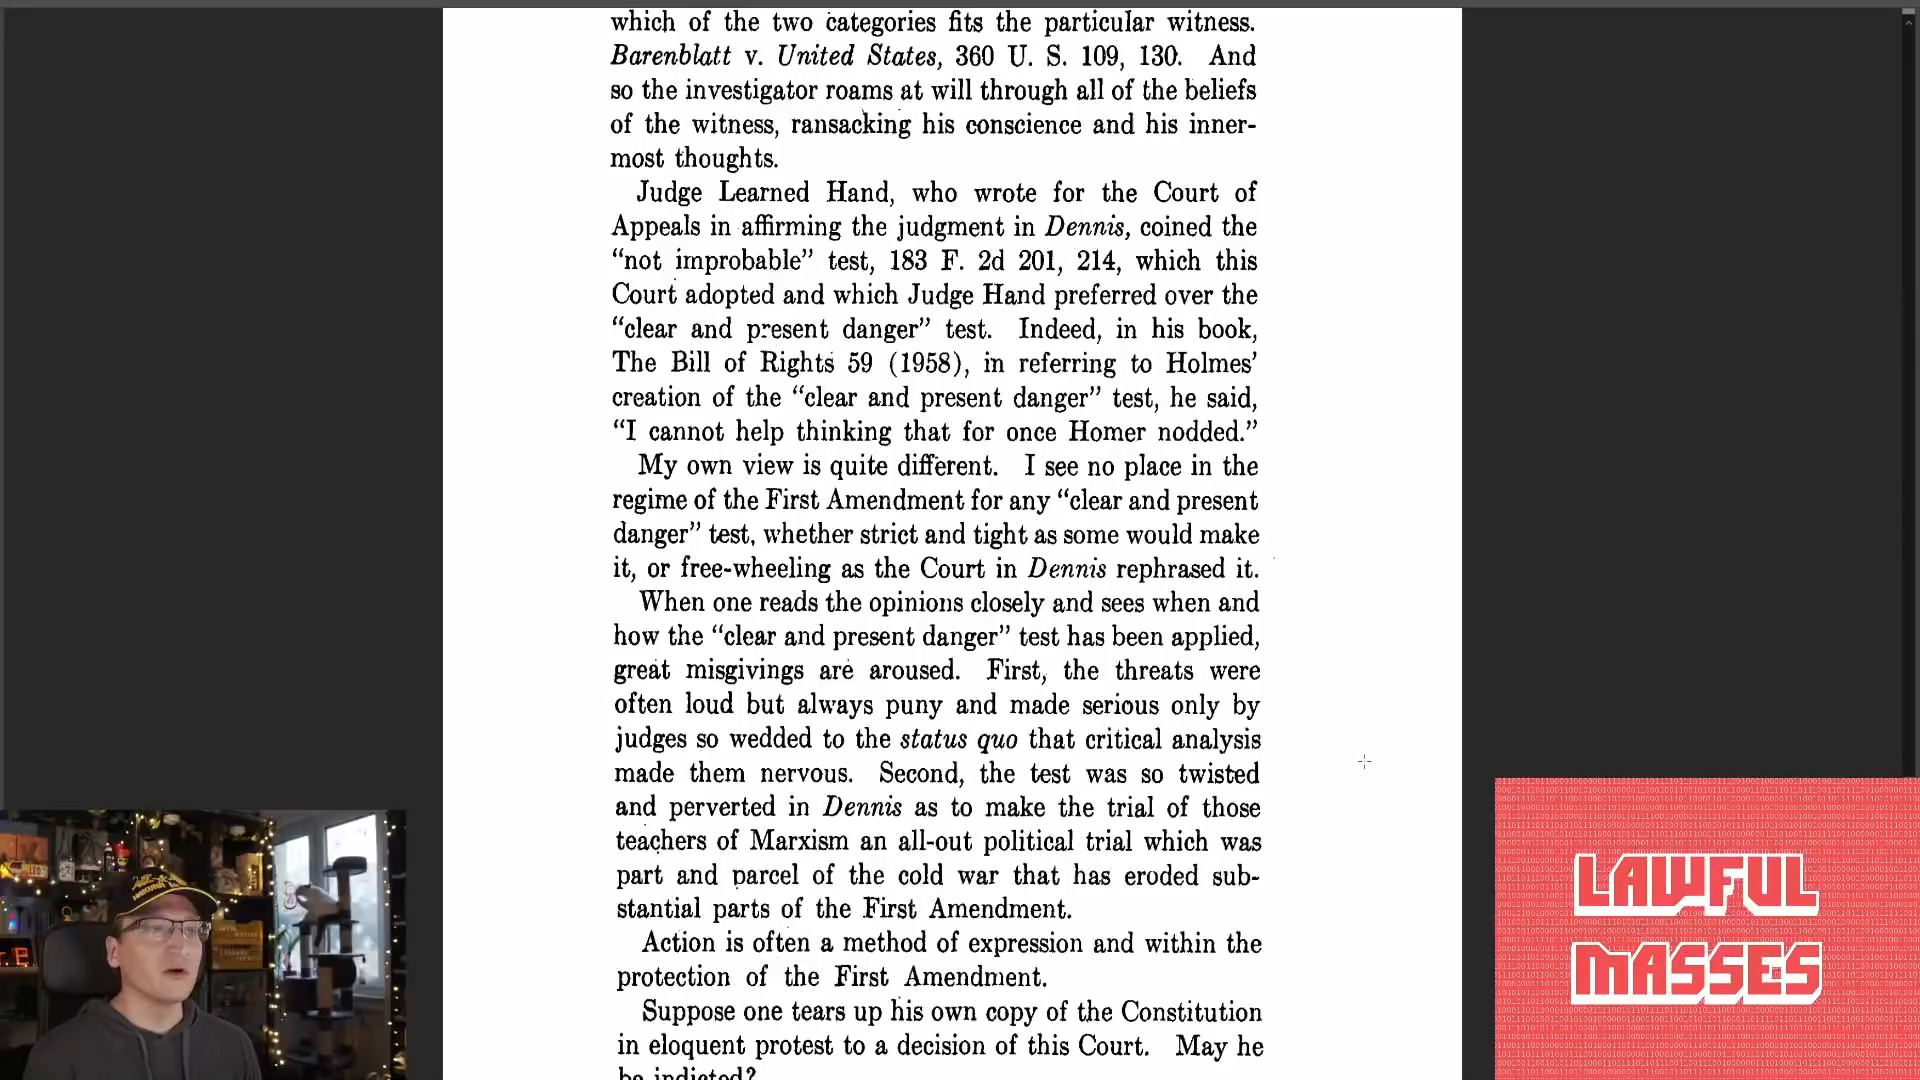 which of the two categories fits the particular witness.
Barenblatt v. United States, 360 U. S. 109, 130. And
so the investigator roams at will through all of the beliefs
of the witness, ransacking his conscience and his inner-
most thoughts.
Judge Learned Hand, who wrote for the Court of
Appeals in affirming the judgment in Dennis, coined the
“not improbable” test, 183 F. 2d 201, 214, which this
Court adopted and which Judge Hand preferred over the
“clear and present danger” test. Indeed, in his book,
The Bill of Rights 59 (1958), in referring to Holmes’
creation of the “clear and present danger” test, he said,
“I cannot help thinking that for once Homer nodded.”
My own view is quite different. I see no place in the
regime of the First Amendment for any “clear and present
danger” test, whether strict and tight as some would make
it, or free-wheeling as the Court in Dennis rephrased it.
When one reads the opinions closely and sees when and
how the “clear and present danger” test has been applied,
great misgivings are aroused. First, the threats were
often loud but always puny and made serious only by
judges so wedded to the status quo that critical analysis
made them nervous. Second, the test was so twisted
and perverted in Dennis as to make the trial of those
teachers of Marxism an all-out political trial which was
part and parcel of the cold war that has eroded sub-
stantial parts of the First Amendment.
Action is often a method of expression and within the
protection of the First Amendment.
Suppose one tears up his own copy of the Constitution
in eloquent protest to a decision of this Court. May he
be indicted?
LAWFUL
MASSES